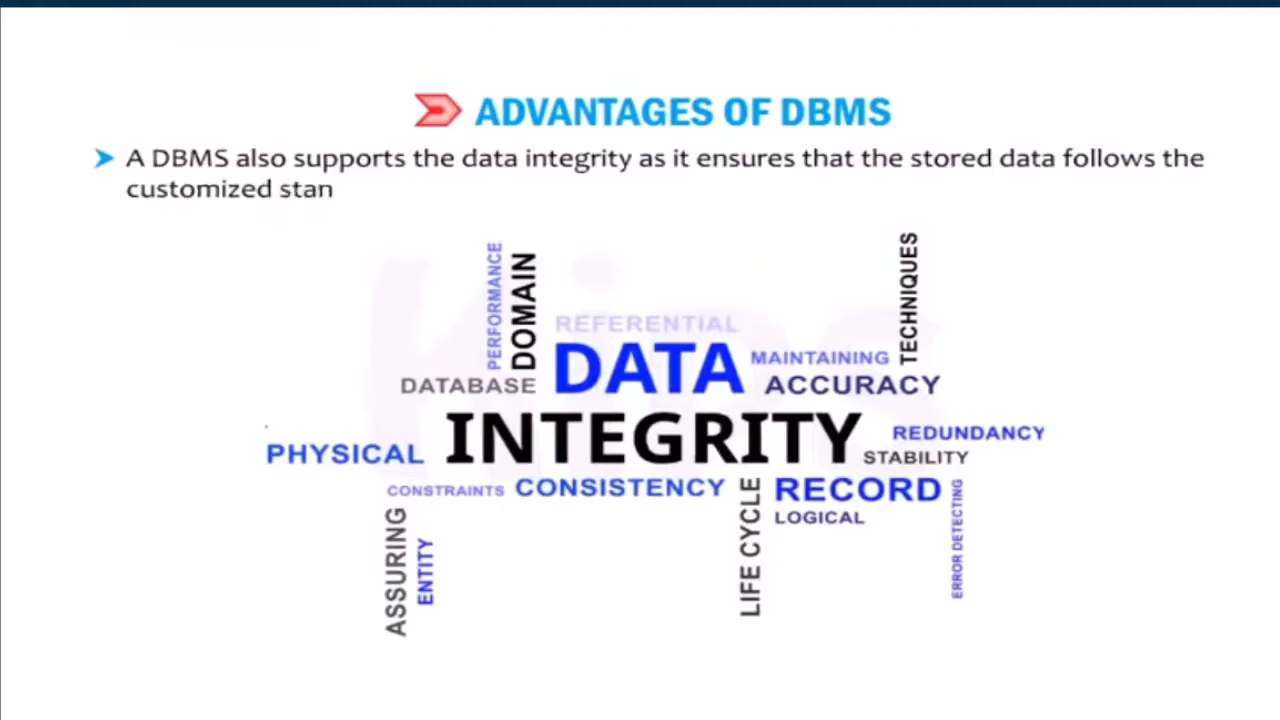 ADVANTAGES OF DBMS
A DBMS also supports the data integrity as it ensures that the stored data follows the
customized stan
PERFORMANCE
DOMAIN
TECHNIQUES
REFERENTIAL
DATA
MAINTAINING
DATABASE
ACCURACY
INTEGRITY
REDUNDANCY
PHYSICAL
STABILITY
CONSTRAINTS
CONSISTENCY
LIFE CYCLE
RECORD
LOGICAL
ERROR DETECTING
ASSURING
ENTITY
Kips